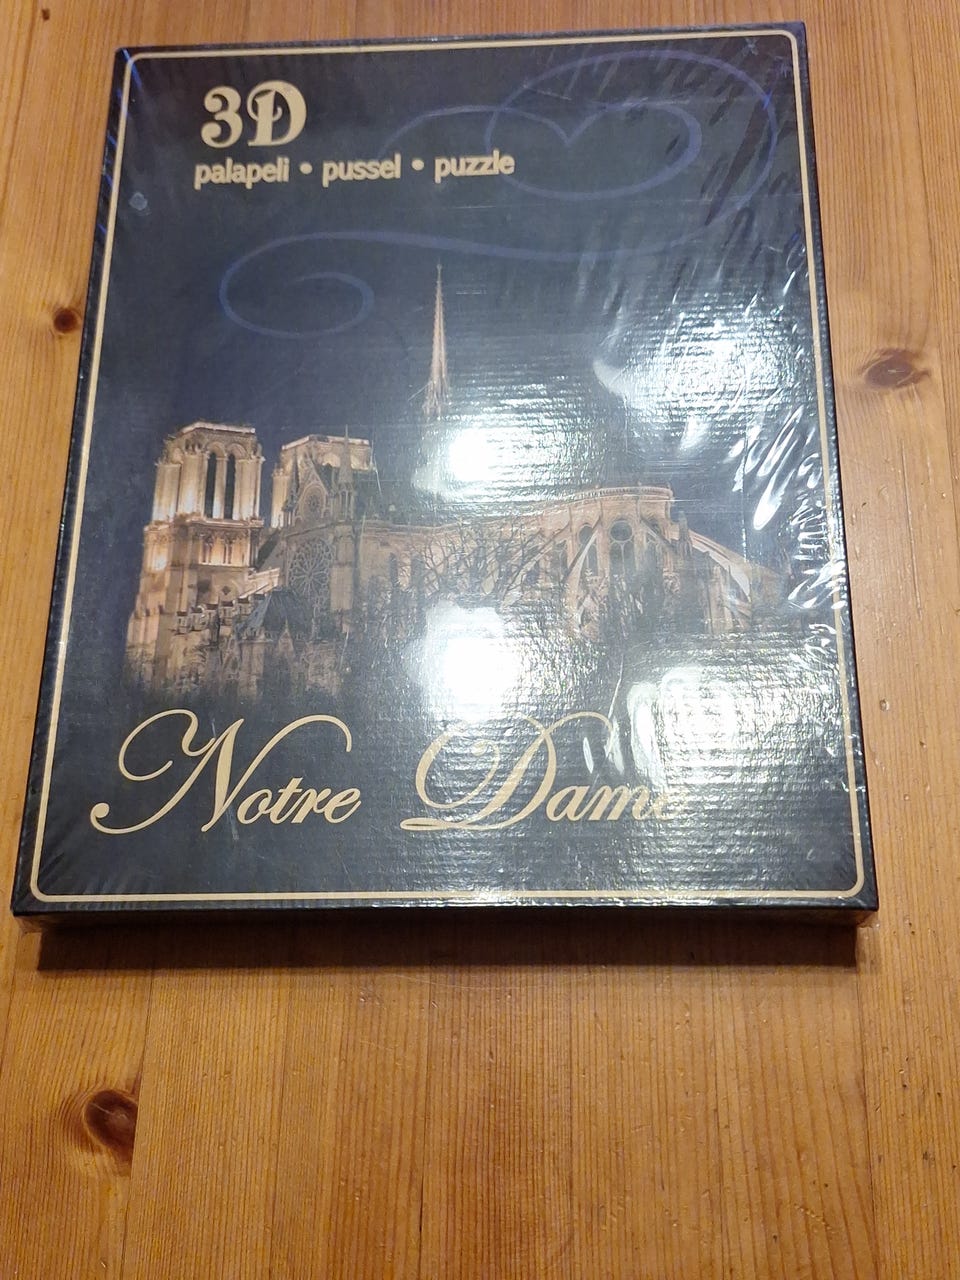 3D
palapeli • pussel • puzzle
Notre Dame